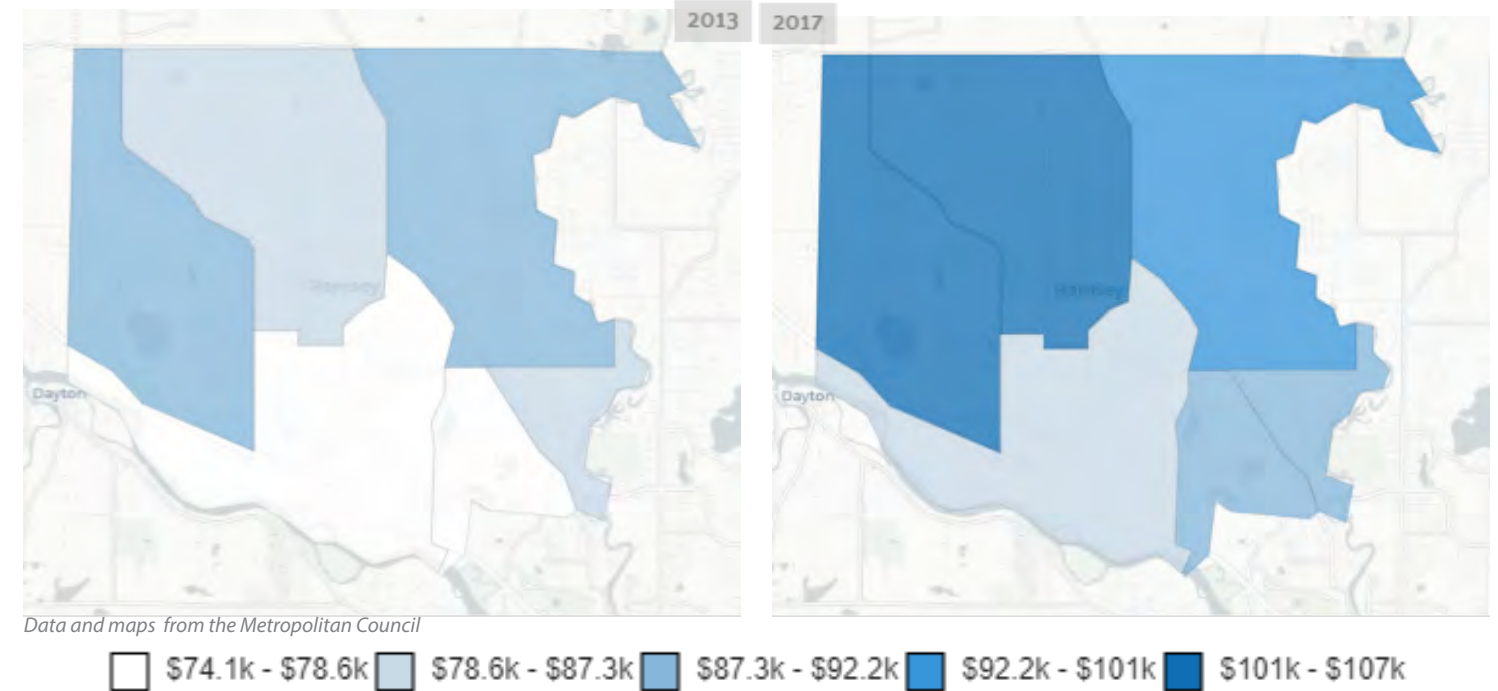 2013 2017
Ramsey Ramsey
Dayton Dayton
Data and maps from the Metropolitan Council
$74.1k - $78.6k $78.6k - $87.3k $87.3k - $92.2k $92.2k - $101k $101k - $107k